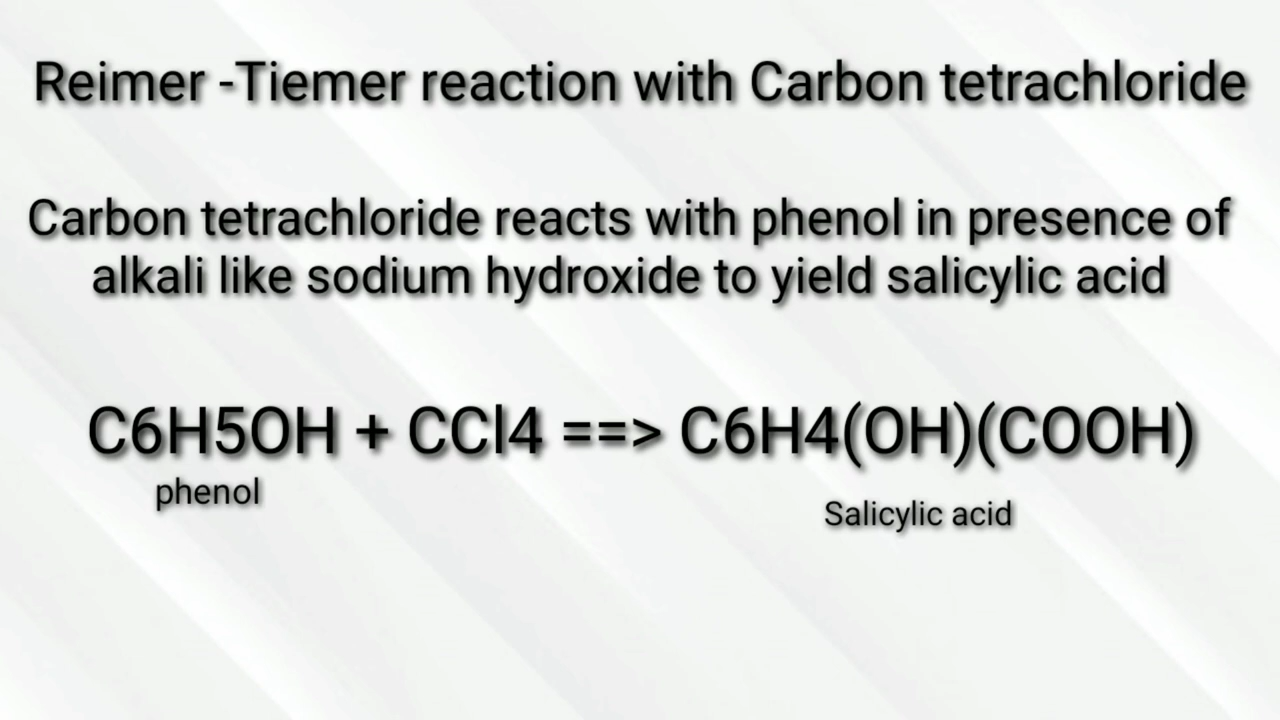 Reimer -Tiemer reaction with Carbon tetrachloride
Carbon tetrachloride reacts with phenol in presence of
alkali like sodium hydroxide to yield salicylic acid
C6H5OH + CCl4 ==> C6H4(OH)(COOH)
phenol
Salicylic acid